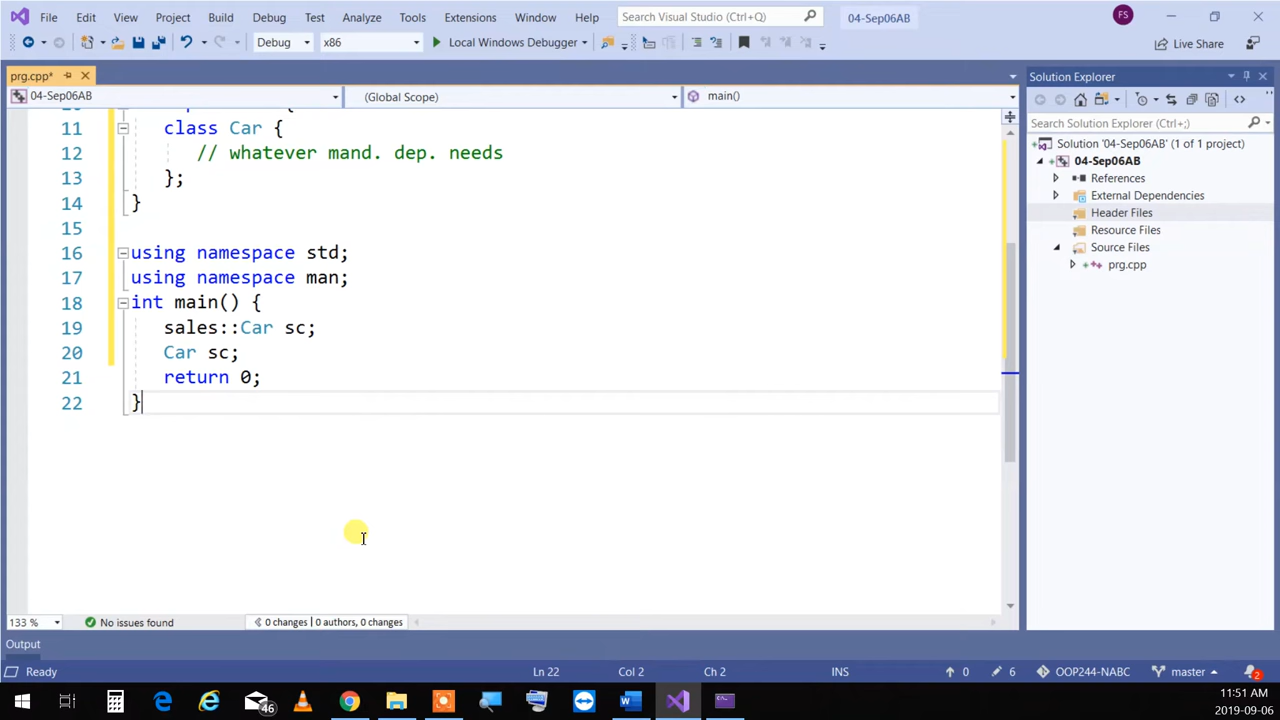 File Edit View Project Build Debug Test Analyze Tools Extensions Window Help Search Visual Studio (Ctrl+Q) 04-Sep06AB FS
Debug x86 Local Windows Debugger Live Share
prg.cpp*
04-Sep06AB (Global Scope) main()
11 class Car {
12 // whatever mand. dep. needs
13 };
14 }
15
16 using namespace std;
17 using namespace man;
18 int main() {
19 sales::Car sc;
20 Car sc;
21 return 0;
22 }
133 % No issues found 0 changes | 0 authors, 0 changes
Solution Explorer
Search Solution Explorer (Ctrl+;)
Solution '04-Sep06AB' (1 of 1 project)
04-Sep06AB
References
External Dependencies
Header Files
Resource Files
Source Files
prg.cpp
Output
Ready Ln 22 Col 2 Ch 2 INS 0 6 OOP244-NABC master 2
46
11:51 AM
2019-09-06